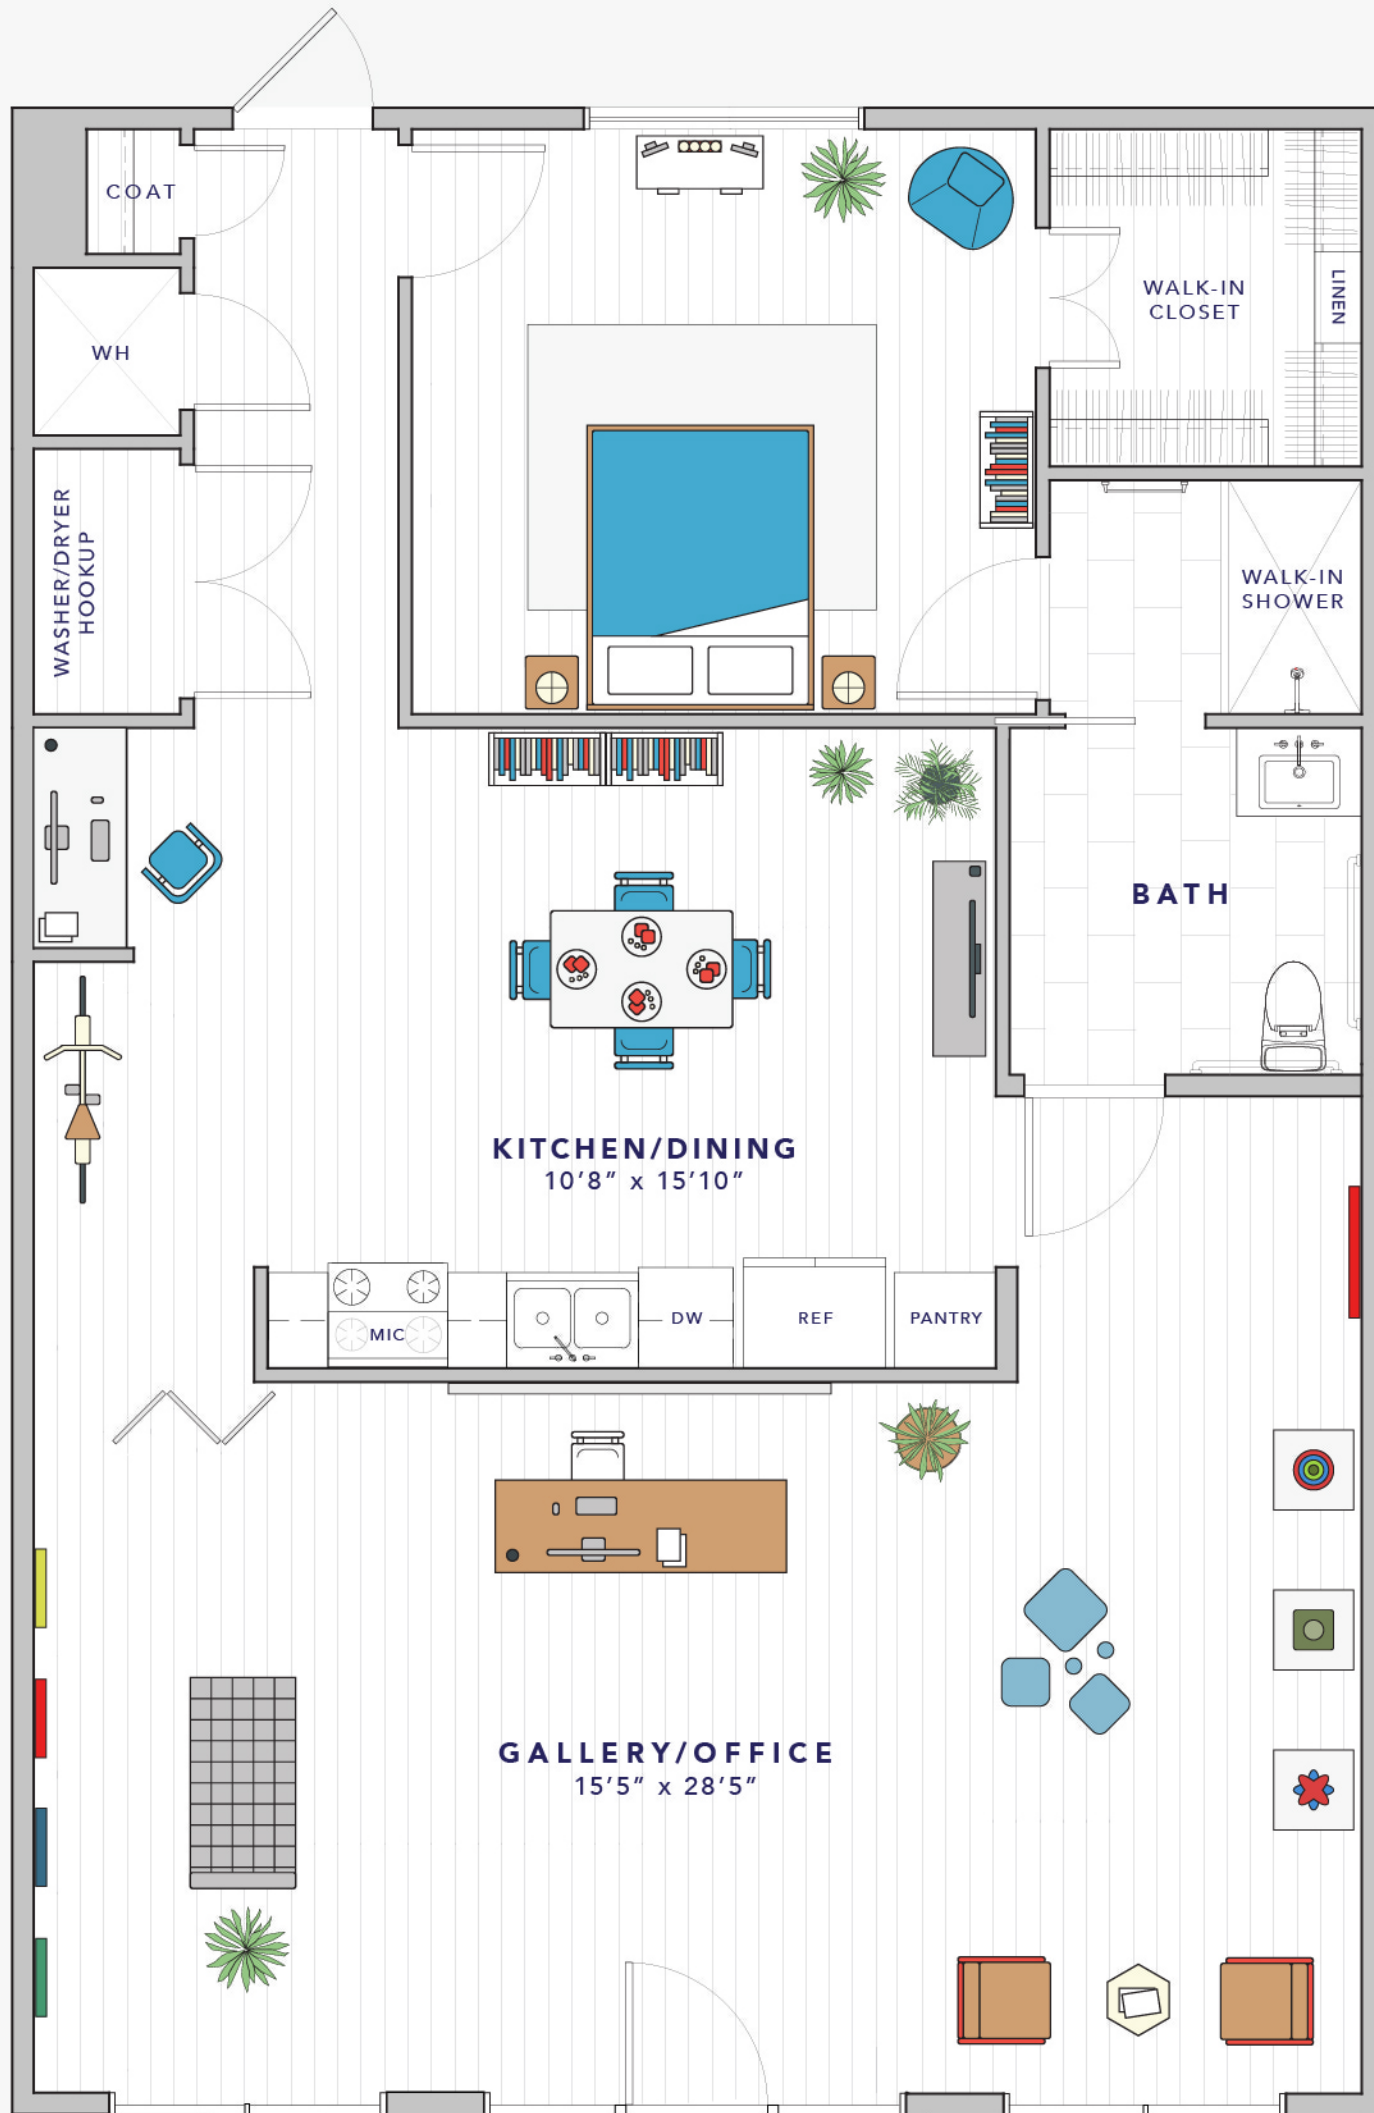 COAT
WALK-IN
CLOSET
LINEN
WH
WASHER/DRYER
HOOKUP
WALK-IN
SHOWER
BATH
KITCHEN/DINING
10'8" x 15'10"
MIC
DW
REF
PANTRY
GALLERY/OFFICE
15'5" x 28'5"